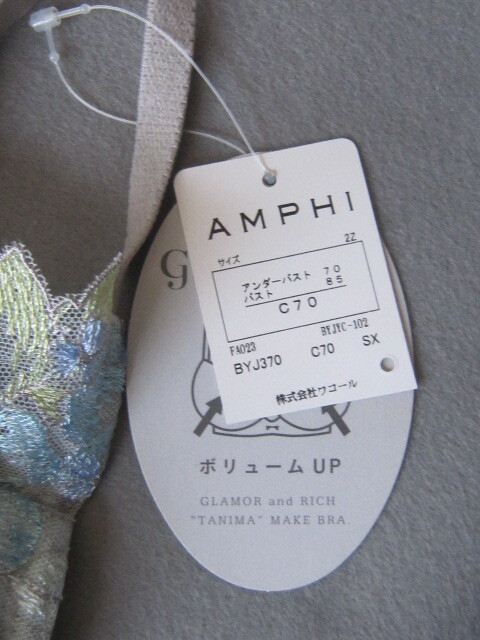 AMPHI
サイズ 2Z
アンダーバスト 70
バスト 85
C70
FA023 BYJYC-102
BYJ370 C70 SX
株式会社ワコール
g
ボリュームUP
GLAMOR and RICH
"TANIMA" MAKE BRA.